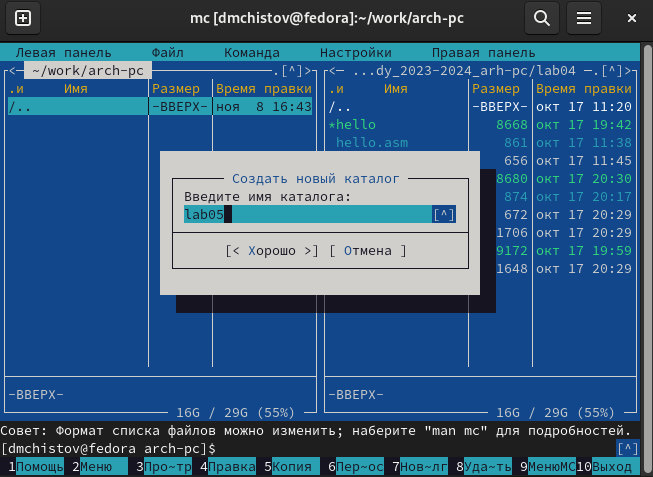 mc [dmchistov@fedora]:~/work/arch-pc
Левая панель Файл Команда Настройки Правая панель
<─ ~/work/arch-pc ─.[^]> <─ ...dy_2023-2024_arh-pc/lab04 ─.[^]>
.и Имя Размер Время правки .и Имя Размер Время правки
/.. -ВВЕРХ- ноя 8 16:43 /.. -ВВЕРХ- окт 17 11:20
*hello 8668 окт 17 19:42
hello.asm 861 окт 17 11:38
656 окт 17 11:45
Создать новый каталог 8680 окт 17 20:30
Введите имя каталога: 874 окт 17 20:17
lab05 [^] 672 окт 17 20:29
1706 окт 17 20:29
[< Хорошо >] [ Отмена ] 9172 окт 17 19:59
1648 окт 17 20:29
-ВВЕРХ- -ВВЕРХ-
16G / 29G (55%) 16G / 29G (55%)
Совет: Формат списка файлов можно изменить; наберите "man mc" для подробностей.
[dmchistov@fedora arch-pc]$ [^]
1Помощь 2Меню 3Про~тр 4Правка 5Копия 6Пер~ос 7Нов~лг 8Уда~ть 9МенюМС 10Выход